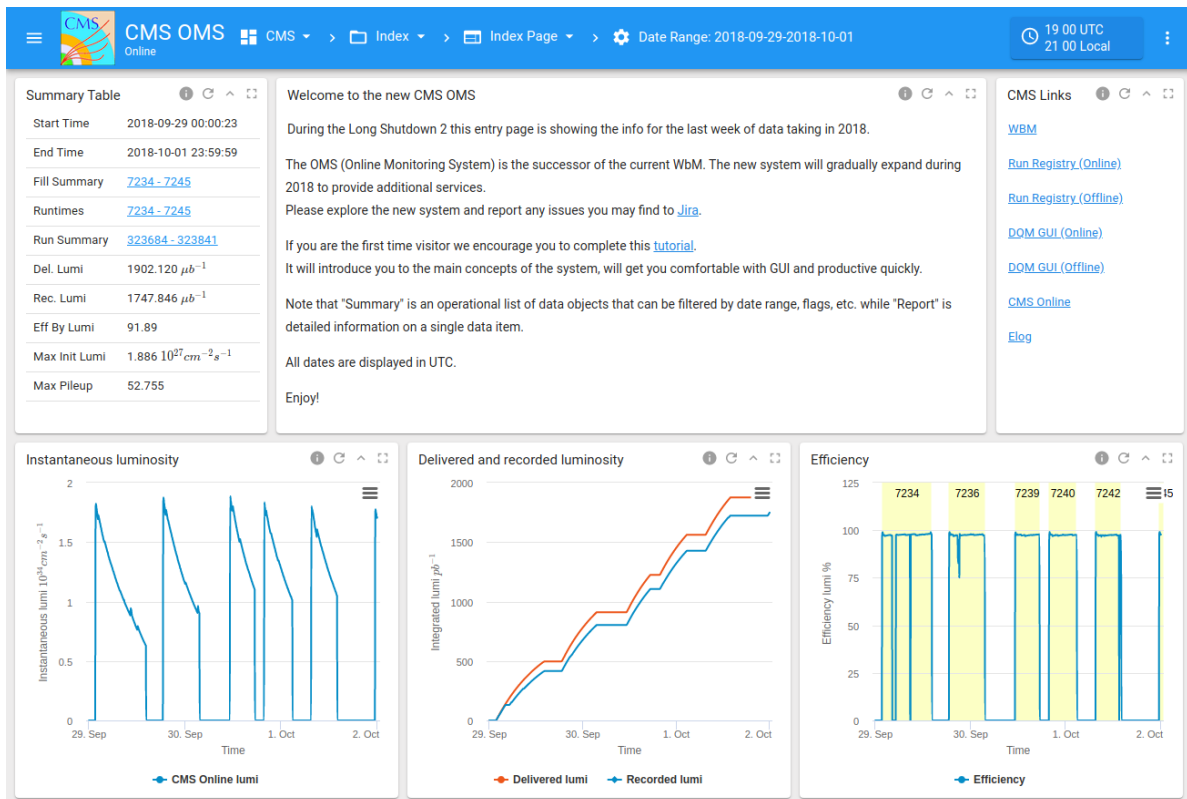 CMS
CMS OMS
Online
CMS
Index
Index Page
Date Range: 2018-09-29-2018-10-01
19 00 UTC
21 00 Local
Summary Table
Start Time 2018-09-29 00:00:23
End Time 2018-10-01 23:59:59
Fill Summary 7234 - 7245
Runtimes 7234 - 7245
Run Summary 323684 - 323841
Del. Lumi 1902.120 μb⁻¹
Rec. Lumi 1747.846 μb⁻¹
Eff By Lumi 91.89
Max Init Lumi 1.886 10²⁷cm⁻²s⁻¹
Max Pileup 52.755
Welcome to the new CMS OMS
During the Long Shutdown 2 this entry page is showing the info for the last week of data taking in 2018.
The OMS (Online Monitoring System) is the successor of the current WbM. The new system will gradually expand during
2018 to provide additional services.
Please explore the new system and report any issues you may find to Jira.
If you are the first time visitor we encourage you to complete this tutorial.
It will introduce you to the main concepts of the system, will get you comfortable with GUI and productive quickly.
Note that "Summary" is an operational list of data objects that can be filtered by date range, flags, etc. while "Report" is
detailed information on a single data item.
All dates are displayed in UTC.
Enjoy!
CMS Links
WBM
Run Registry (Online)
Run Registry (Offline)
DQM GUI (Online)
DQM GUI (Offline)
CMS Online
Elog
Instantaneous luminosity
Instantaneous lumi 10³⁴cm⁻²s⁻¹
2
1.5
1
0.5
0
29. Sep 30. Sep 1. Oct 2. Oct
Time
CMS Online lumi
Delivered and recorded luminosity
Integrated lumi pb⁻¹
2000
1500
1000
500
0
29. Sep 30. Sep 1. Oct 2. Oct
Time
Delivered lumi Recorded lumi
Efficiency
Efficiency lumi %
125
100
75
50
25
0
7234 7236 7239 7240 7242 45
29. Sep 30. Sep 1. Oct 2. Oct
Time
Efficiency